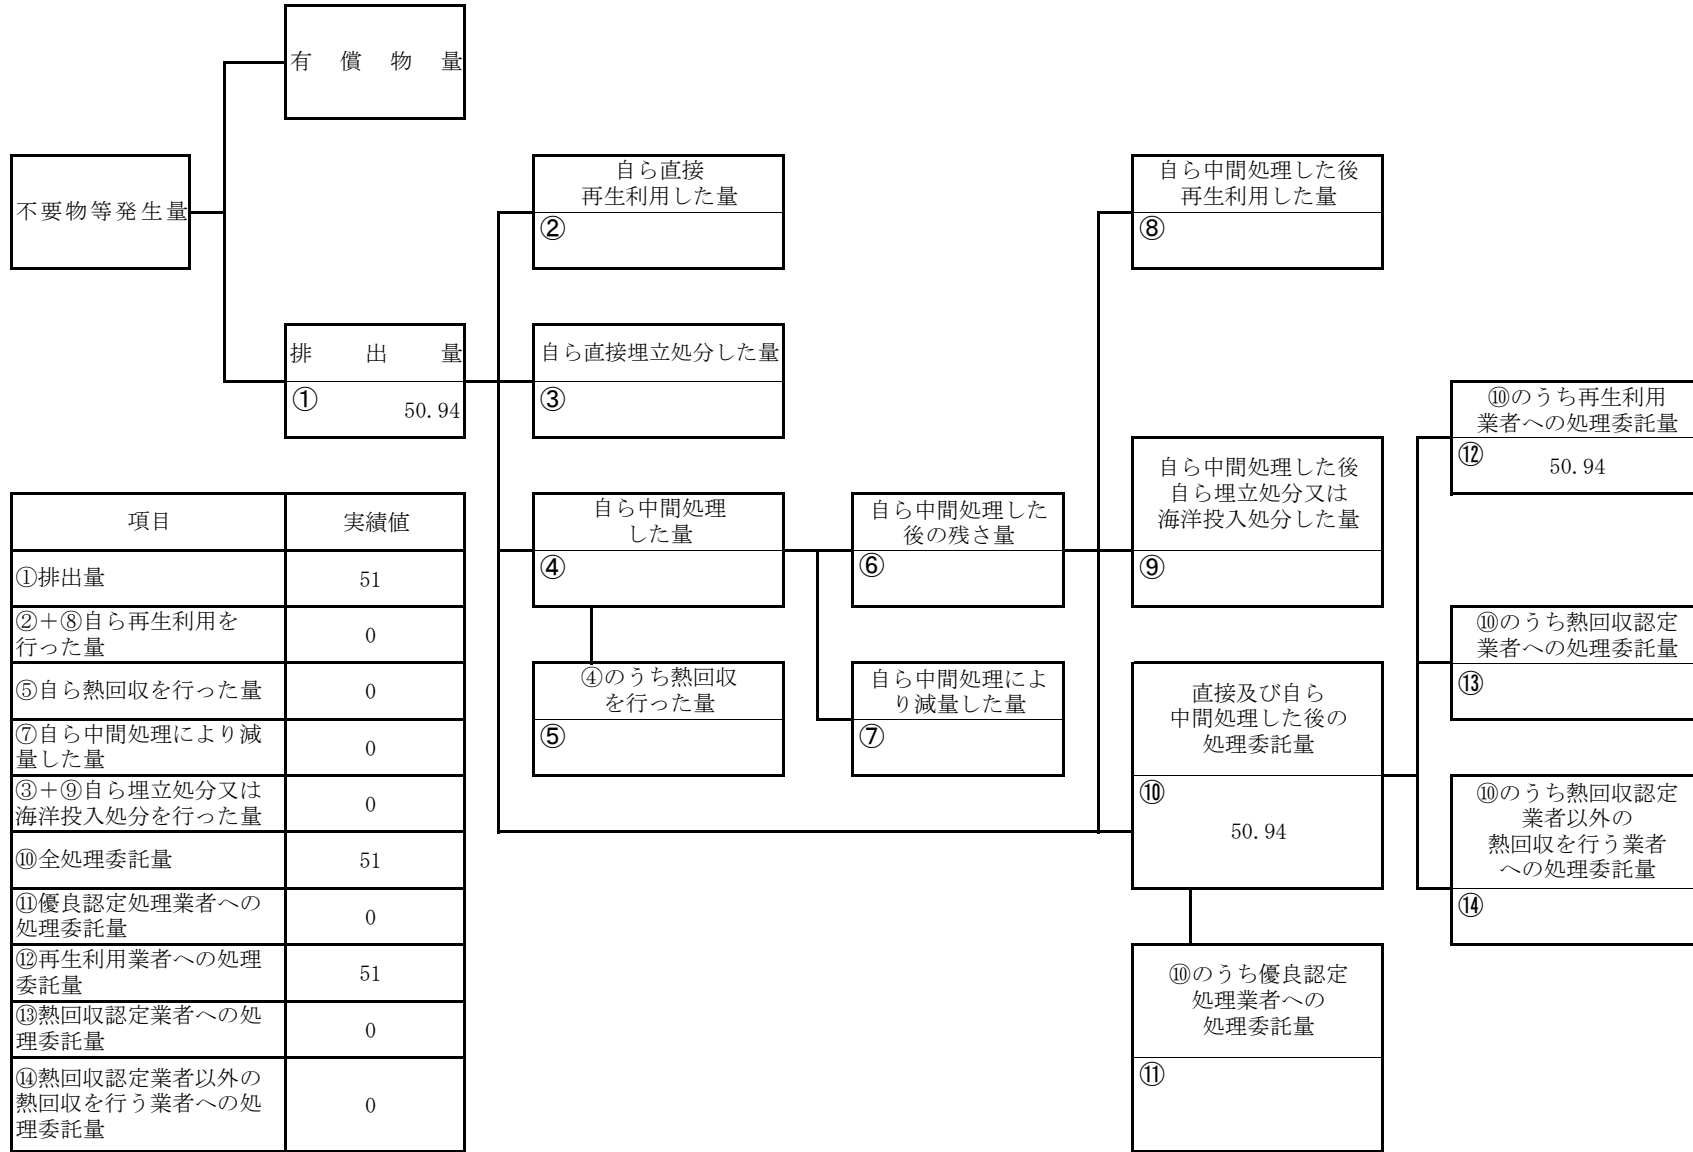 有償物量
不要物等発生量
排出量
①
50.94
自ら直接
再生利用した量
②
自ら直接埋立処分した量
③
自ら中間処理
した量
④
④のうち熱回収
を行った量
⑤
自ら中間処理した
後の残さ量
⑥
自ら中間処理によ
り減量した量
⑦
自ら中間処理した後
再生利用した量
⑧
自ら中間処理した後
自ら埋立処分又は
海洋投入処分した量
⑨
直接及び自ら
中間処理した後の
処理委託量
⑩
50.94
⑩のうち優良認定
処理業者への
処理委託量
⑪
⑩のうち再生利用
業者への処理委託量
⑫
50.94
⑩のうち熱回収認定
業者への処理委託量
⑬
⑩のうち熱回収認定
業者以外の
熱回収を行う業者
への処理委託量
⑭
項目 実績値
①排出量 51
②+⑧自ら再生利用を
行った量 0
⑤自ら熱回収を行った量 0
⑦自ら中間処理により減
量した量 0
③+⑨自ら埋立処分又は
海洋投入処分を行った量 0
⑩全処理委託量 51
⑪優良認定処理業者への
処理委託量 0
⑫再生利用業者への処理
委託量 51
⑬熱回収認定業者への処
理委託量 0
⑭熱回収認定業者以外の
熱回収を行う業者への処
理委託量 0